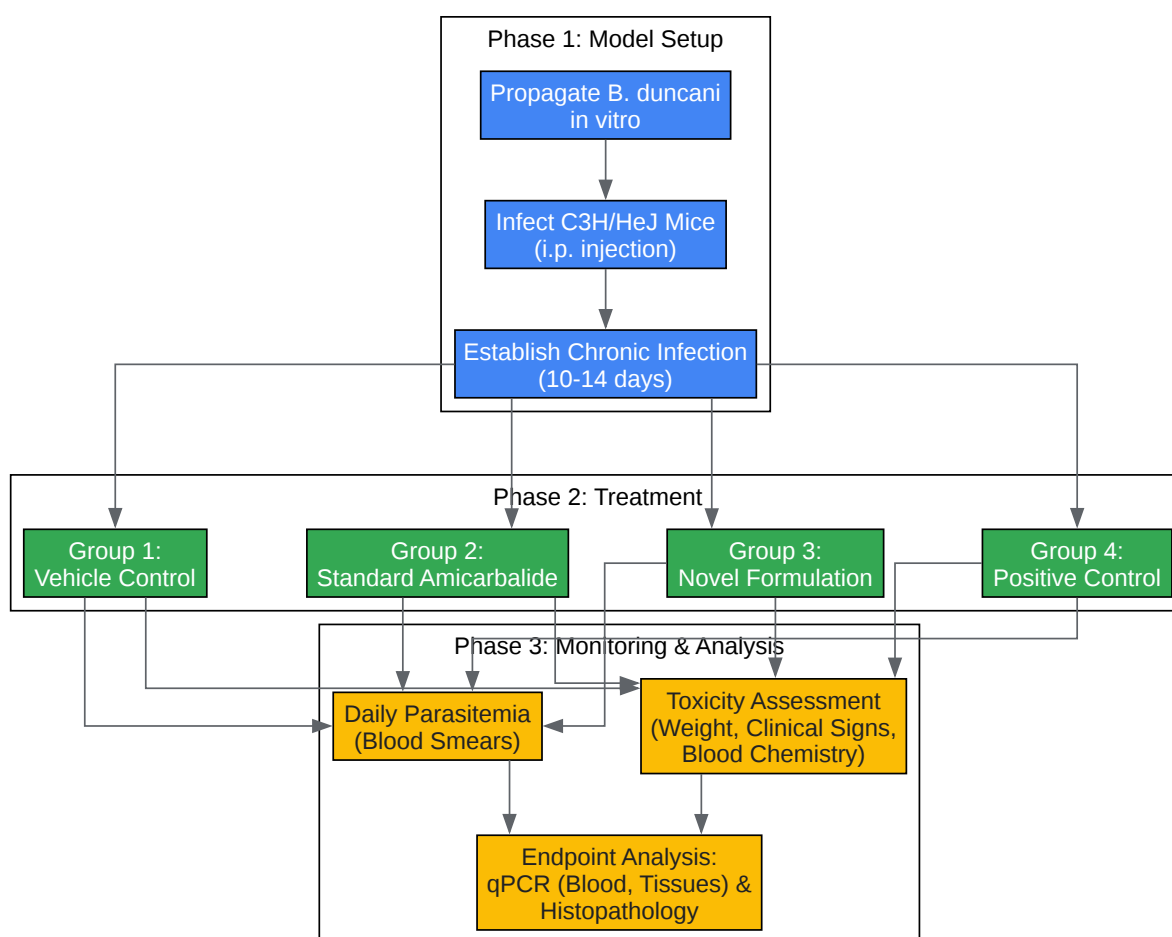 Phase 1: Model Setup
Propagate B. duncani
in vitro
Infect C3H/HeJ Mice
(i.p. injection)
Establish Chronic Infection
(10-14 days)
Phase 2: Treatment
Group 1:
Vehicle Control
Group 2:
Standard Amicarbalide
Group 3:
Novel Formulation
Group 4:
Positive Control
Phase 3: Monitoring & Analysis
Daily Parasitemia
(Blood Smears)
Toxicity Assessment
(Weight, Clinical Signs,
Blood Chemistry)
Endpoint Analysis:
qPCR (Blood, Tissues) &
Histopathology